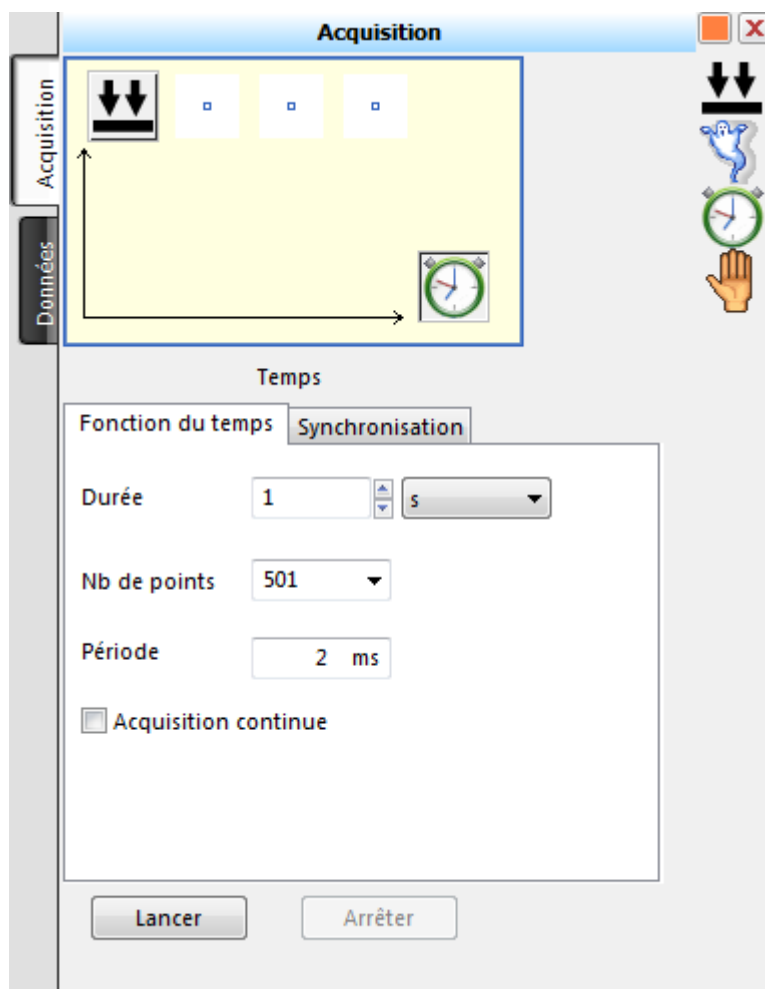 Acquisition
Acquisition
Données
Temps
Fonction du temps
Synchronisation
Durée
1
s
Nb de points
501
Période
2 ms
Acquisition continue
Lancer
Arrêter